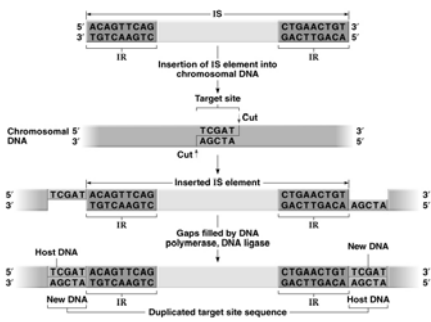 IS
5′ ACAGTTCAG CTGAACTGT 3′
3′ TGTCAAGTC GACTTGACA 5′
IR IR
Insertion of IS element into
chromosomal DNA
Target site
Cut
Chromosomal 5′ TCGAT 3′
DNA 3′ AGCTA 5′
Cut
Inserted IS element
5′ TCGAT ACAGTTCAG CTGAACTGT 3′
3′ TGTCAAGTC GACTTGACA AGCTA 5′
IR IR
Gaps filled by DNA
polymerase, DNA ligase
Host DNA New DNA
5′ TCGAT ACAGTTCAG CTGAACTGT TCGAT 3′
3′ AGCTA TGTCAAGTC GACTTGACA AGCTA 5′
New DNA IR IR Host DNA
Duplicated target site sequence